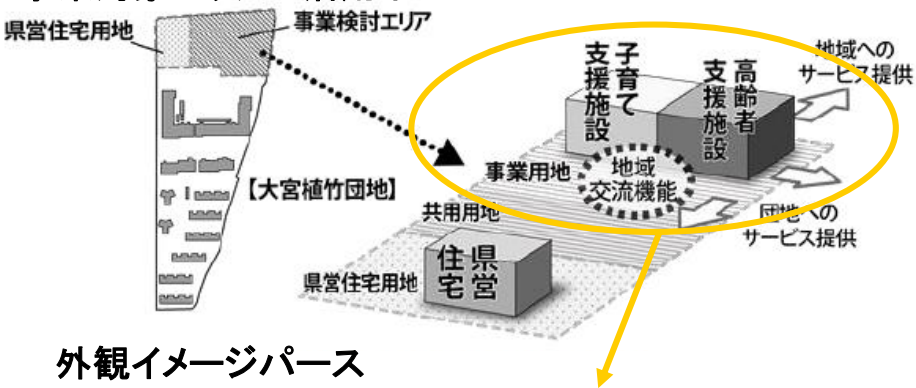 県営住宅用地
事業検討エリア
【大宮植竹団地】
子育て
支援施設
高齢者
支援施設
地域への
サービス提供
事業用地
地域
交流機能
共用用地
団地への
サービス提供
県営住宅用地
県営
住宅
外観イメージパース